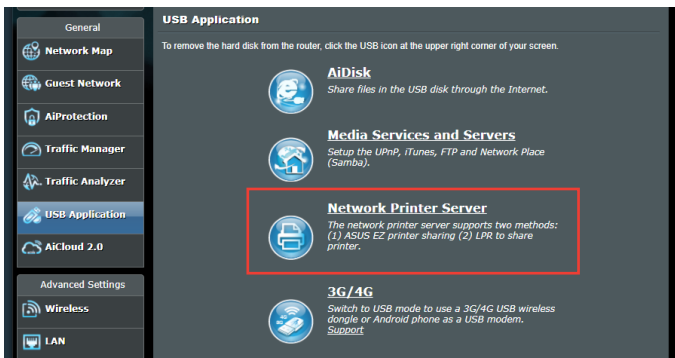 General
Network Map
Guest Network
AiProtection
Traffic Manager
Traffic Analyzer
USB Application
AiCloud 2.0
Advanced Settings
Wireless
LAN
USB Application
To remove the hard disk from the router, click the USB icon at the upper right corner of your screen.
AiDisk
Share files in the USB disk through the Internet.
Media Services and Servers
Setup the UPnP, iTunes, FTP and Network Place
(Samba).
Network Printer Server
The network printer server supports two methods:
(1) ASUS EZ printer sharing (2) LPR to share
printer.
3G/4G
Switch to USB mode to use a 3G/4G USB wireless
dongle or Android phone as a USB modem.
Support